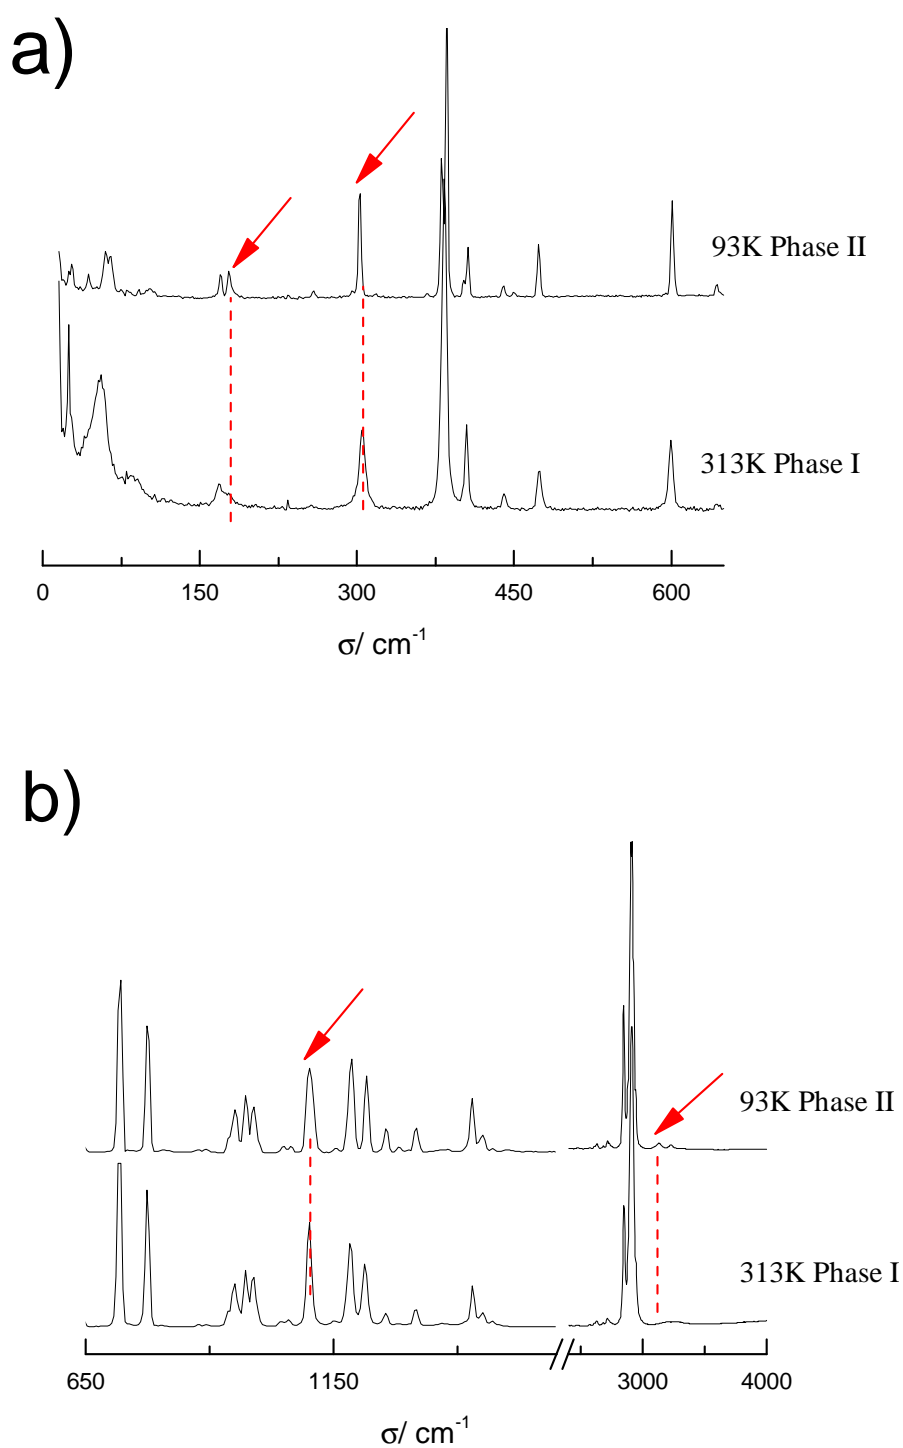 a)
93K Phase II
313K Phase I
0 150 300 450 600
σ/ cm⁻¹
b)
93K Phase II
313K Phase I
650 1150 3000 4000
σ/ cm⁻¹